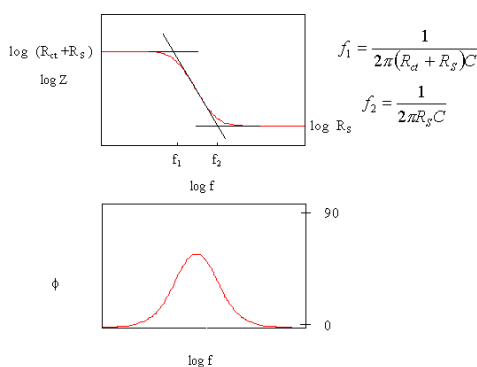 log (Rct+RS)
log Z
log RS
f1
f2
log f
f1 = 1 / 2π(Rct + RS)C
f2 = 1 / 2πRSC
90
ϕ
0
log f